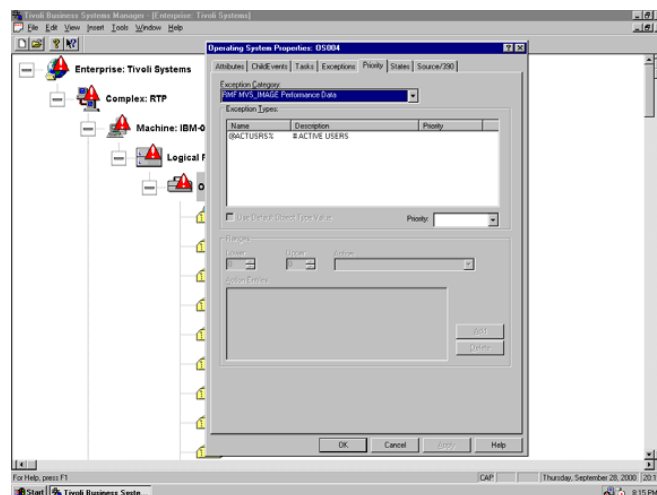 Tivoli Business Systems Manager - [Enterprise: Tivoli Systems]
File Edit View Insert Tools Window Help
Operating System Properties: OS004
Attributes ChildEvents Tasks Exceptions Priority States Source/390
Enterprise: Tivoli Systems
Complex: RTP
Machine: IBM-0
Logical
Exception Category:
RMF MVS_IMAGE Performance Data
Exception Types:
Name Description Priority
@ACTUSRS% # ACTIVE USERS
Use Default Object Type Value
Priority:
Ranges
Lower: Upper: Action:
0 0
Action Entries
Add
Delete
OK Cancel Apply Help
For Help, press F1
CAP Thursday, September 28, 2000 20:1
Start Tivoli Business Syste... 8:15 PM